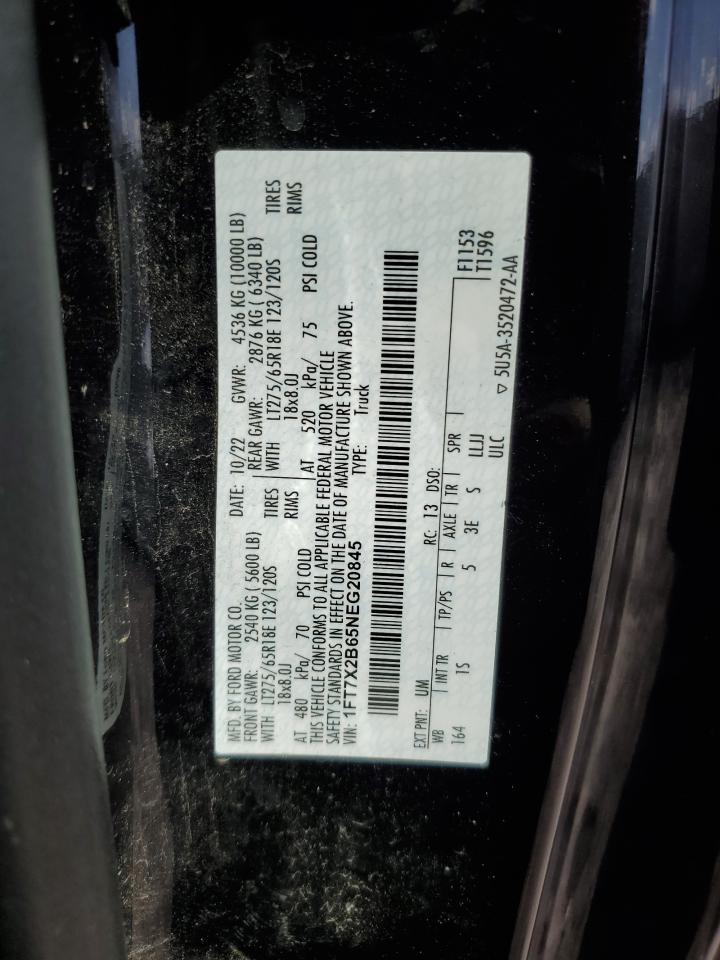 MFD. BY FORD MOTOR CO.
DATE: 10/22 GVWR: 4536 KG (10000 LB)
FRONT GAWR: 2540 KG ( 5600 LB) REAR GAWR: 2876 KG ( 6340 LB)
WITH LT275/65R18E 123/120S TIRES WITH LT275/65R18E 123/120S TIRES
18x8.0J RIMS 18x8.0J RIMS
AT 480 kPa/ 70 PSI COLD AT 520 kPa/ 75 PSI COLD
THIS VEHICLE CONFORMS TO ALL APPLICABLE FEDERAL MOTOR VEHICLE
SAFETY STANDARDS IN EFFECT ON THE DATE OF MANUFACTURE SHOWN ABOVE.
VIN: 1FT7X2B65NEG20845 TYPE: Truck
EXT PNT: UM RC: 13 DSO:
WB INT TR TP/PS R AXLE TR SPR F1153
164 1S 5 3E S LLJJ T1596
ULC ▽ 5U5A-3520472-AA